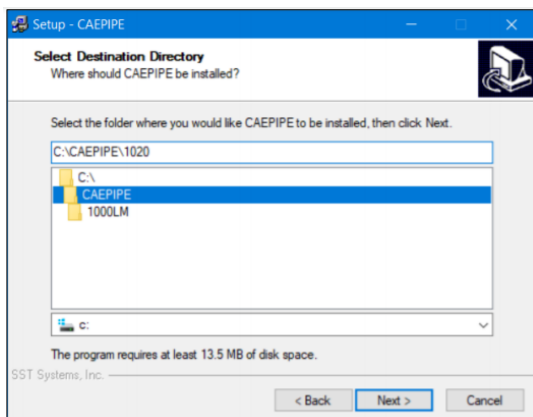 Setup - CAEPIPE
Select Destination Directory
Where should CAEPIPE be installed?
Select the folder where you would like CAEPIPE to be installed, then click Next.
C:\CAEPIPE\1020
C:\
CAEPIPE
1000LM
c:
The program requires at least 13.5 MB of disk space.
SST Systems, Inc.
< Back Next > Cancel